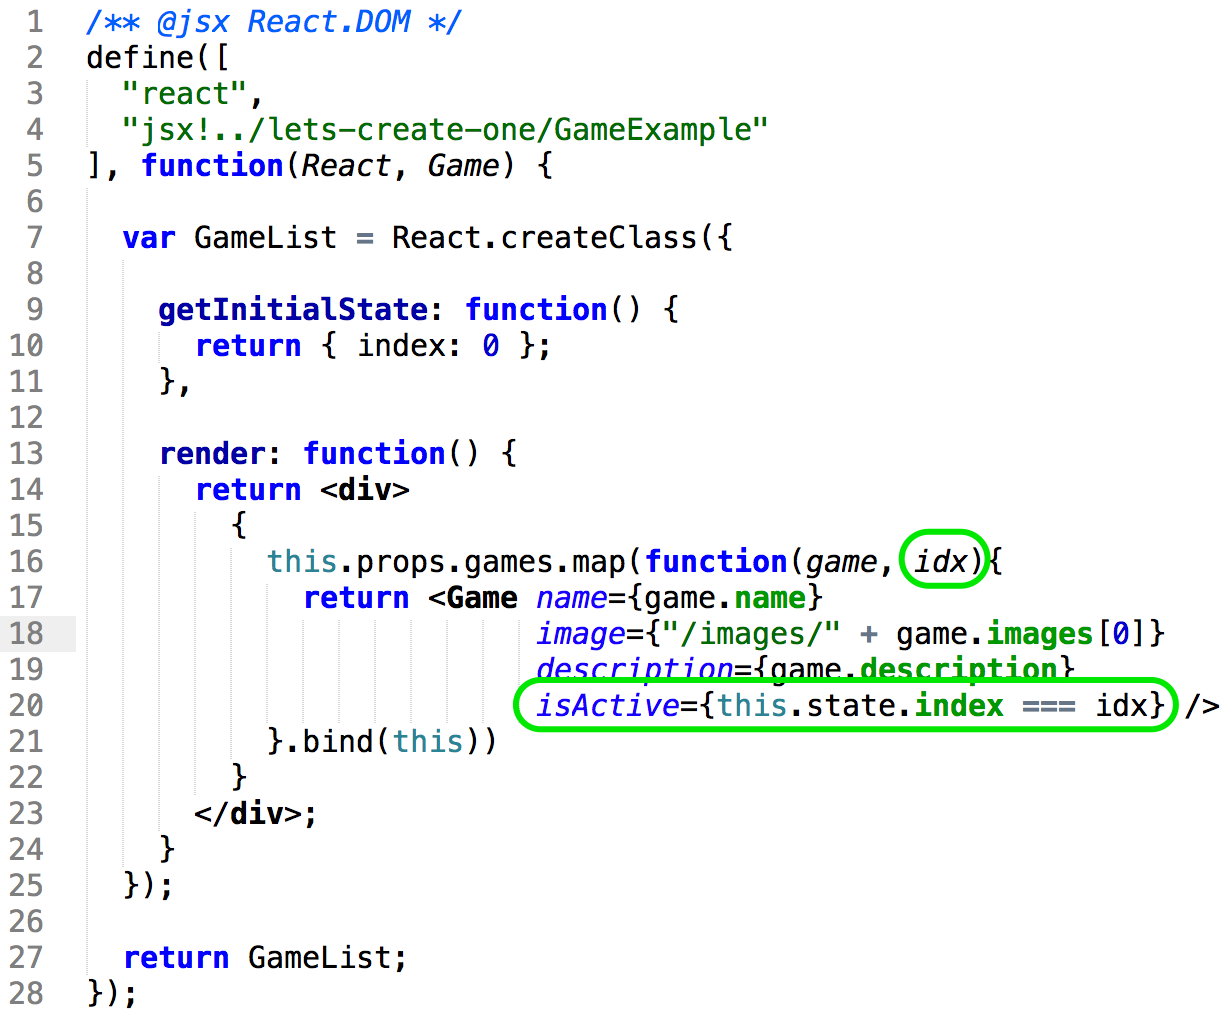 1 /** @jsx React.DOM */
2 define([
3   "react",
4   "jsx!../lets-create-one/GameExample"
5 ], function(React, Game) {
6
7   var GameList = React.createClass({
8
9     getInitialState: function() {
10       return { index: 0 };
11     },
12
13     render: function() {
14       return <div>
15         {
16           this.props.games.map(function(game, idx){
17             return <Game name={game.name}
18                          image={"/images/" + game.images[0]}
19                          description={game.description}
20                          isActive={this.state.index === idx} />
21           }.bind(this))
22         }
23       </div>;
24     }
25   });
26
27   return GameList;
28 });